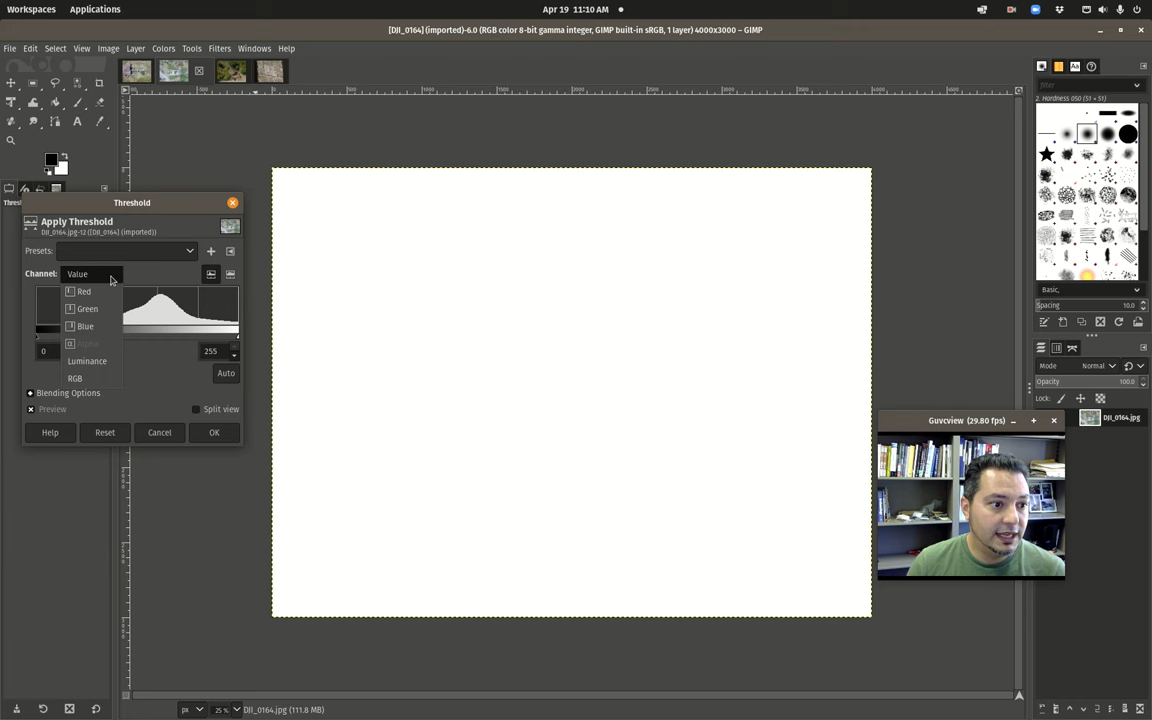 Workspaces Applications Apr 19 11:10 AM
[DJI_0164] (imported)-6.0 (RGB color 8-bit gamma integer, GIMP built-in sRGB, 1 layer) 4000x3000 – GIMP
File Edit Select View Image Layer Colors Tools Filters Windows Help
filter
2. Hardness 050 (51 × 51)
Threshold
Apply Threshold
DJI_0164.jpg-12 ([DJI_0164] (imported))
Presets:
Channel: Value
Red
Green
Blue
Alpha
Luminance
RGB
0 255
Auto
Blending Options
Preview Split view
Help Reset Cancel OK
Basic,
Spacing 10.0
Mode Normal
Opacity 100.0
Lock:
DJI_0164.jpg
Guvcview (29.80 fps)
px 25 % DJI_0164.jpg (111.8 MB)